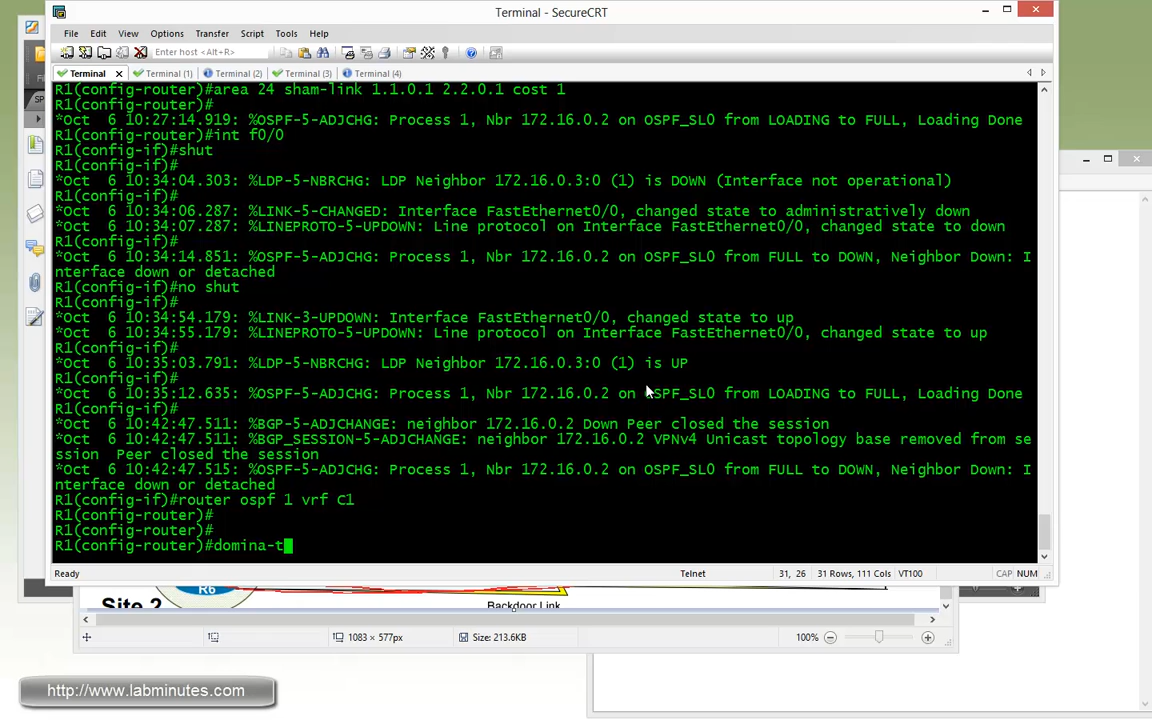 Terminal - SecureCRT
File Edit View Options Transfer Script Tools Help
Enter host <Alt+R>
Terminal Terminal (1) Terminal (2) Terminal (3) Terminal (4)
R1(config-router)#area 24 sham-link 1.1.0.1 2.2.0.1 cost 1
R1(config-router)#
*Oct  6 10:27:14.919: %OSPF-5-ADJCHG: Process 1, Nbr 172.16.0.2 on OSPF_SL0 from LOADING to FULL, Loading Done
R1(config-router)#int f0/0
R1(config-if)#shut
R1(config-if)#
*Oct  6 10:34:04.303: %LDP-5-NBRCHG: LDP Neighbor 172.16.0.3:0 (1) is DOWN (Interface not operational)
R1(config-if)#
*Oct  6 10:34:06.287: %LINK-5-CHANGED: Interface FastEthernet0/0, changed state to administratively down
*Oct  6 10:34:07.287: %LINEPROTO-5-UPDOWN: Line protocol on Interface FastEthernet0/0, changed state to down
R1(config-if)#
*Oct  6 10:34:14.851: %OSPF-5-ADJCHG: Process 1, Nbr 172.16.0.2 on OSPF_SL0 from FULL to DOWN, Neighbor Down: I
nterface down or detached
R1(config-if)#no shut
R1(config-if)#
*Oct  6 10:34:54.179: %LINK-3-UPDOWN: Interface FastEthernet0/0, changed state to up
*Oct  6 10:34:55.179: %LINEPROTO-5-UPDOWN: Line protocol on Interface FastEthernet0/0, changed state to up
R1(config-if)#
*Oct  6 10:35:03.791: %LDP-5-NBRCHG: LDP Neighbor 172.16.0.3:0 (1) is UP
R1(config-if)#
*Oct  6 10:35:12.635: %OSPF-5-ADJCHG: Process 1, Nbr 172.16.0.2 on OSPF_SL0 from LOADING to FULL, Loading Done
R1(config-if)#
*Oct  6 10:42:47.511: %BGP-5-ADJCHANGE: neighbor 172.16.0.2 Down Peer closed the session
*Oct  6 10:42:47.511: %BGP_SESSION-5-ADJCHANGE: neighbor 172.16.0.2 VPNv4 Unicast topology base removed from se
ssion  Peer closed the session
*Oct  6 10:42:47.515: %OSPF-5-ADJCHG: Process 1, Nbr 172.16.0.2 on OSPF_SL0 from FULL to DOWN, Neighbor Down: I
nterface down or detached
R1(config-if)#router ospf 1 vrf C1
R1(config-router)#
R1(config-router)#
R1(config-router)#domina-t
Ready Telnet 31, 26 31 Rows, 111 Cols VT100 CAP NUM
R6
Site 2 Backdoor Link
1083 × 577px Size: 213.6KB 100%
http://www.labminutes.com